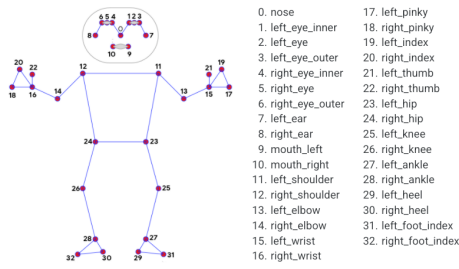 6 5 4 1 2 3
8 0 7
10 9
20 22 12 11 21 19
18 16 14 13 15 17
24 23
26 25
28 27
32 30 29 31
0. nose
1. left_eye_inner
2. left_eye
3. left_eye_outer
4. right_eye_inner
5. right_eye
6. right_eye_outer
7. left_ear
8. right_ear
9. mouth_left
10. mouth_right
11. left_shoulder
12. right_shoulder
13. left_elbow
14. right_elbow
15. left_wrist
16. right_wrist
17. left_pinky
18. right_pinky
19. left_index
20. right_index
21. left_thumb
22. right_thumb
23. left_hip
24. right_hip
25. left_knee
26. right_knee
27. left_ankle
28. right_ankle
29. left_heel
30. right_heel
31. left_foot_index
32. right_foot_index